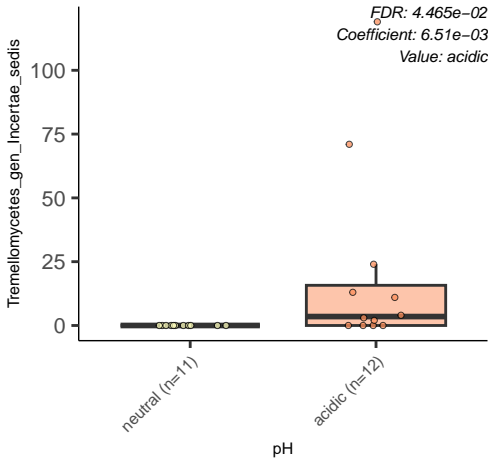 FDR: 4.465e−02
Coefficient: 6.51e−03
Value: acidic
Tremellomycetes_gen_Incertae_sedis
100
75
50
25
0
neutral (n=11)
acidic (n=12)
pH